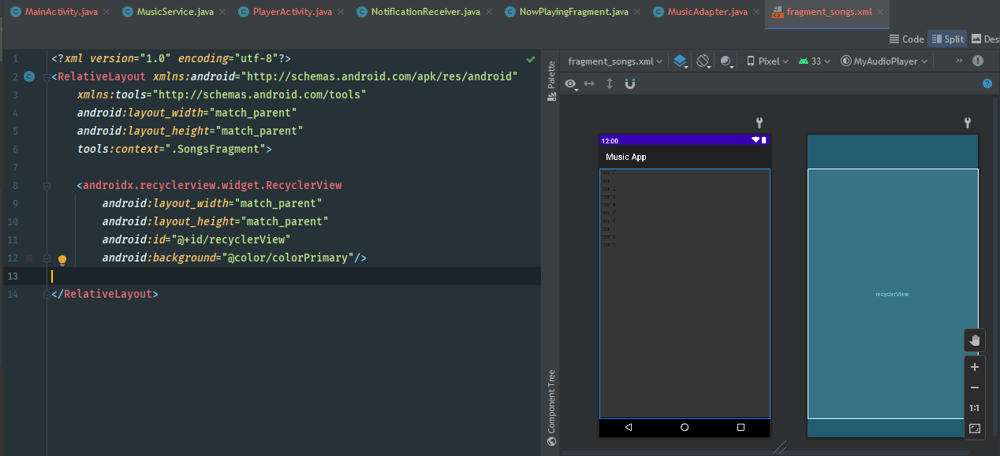 MainActivity.java MusicService.java PlayerActivity.java NotificationReceiver.java NowPlayingFragment.java MusicAdapter.java fragment_songs.xml
Code Split Des
1 <?xml version="1.0" encoding="utf-8"?>
2 <RelativeLayout xmlns:android="http://schemas.android.com/apk/res/android"
3 xmlns:tools="http://schemas.android.com/tools"
4 android:layout_width="match_parent"
5 android:layout_height="match_parent"
6 tools:context=".SongsFragment">
7
8 <androidx.recyclerview.widget.RecyclerView
9 android:layout_width="match_parent"
10 android:layout_height="match_parent"
11 android:id="@+id/recyclerView"
12 android:background="@color/colorPrimary"/>
13
14 </RelativeLayout>
Palette
Component Tree
fragment_songs.xml Pixel 33 MyAudioPlayer
12:00
Music App
recyclerView
1:1